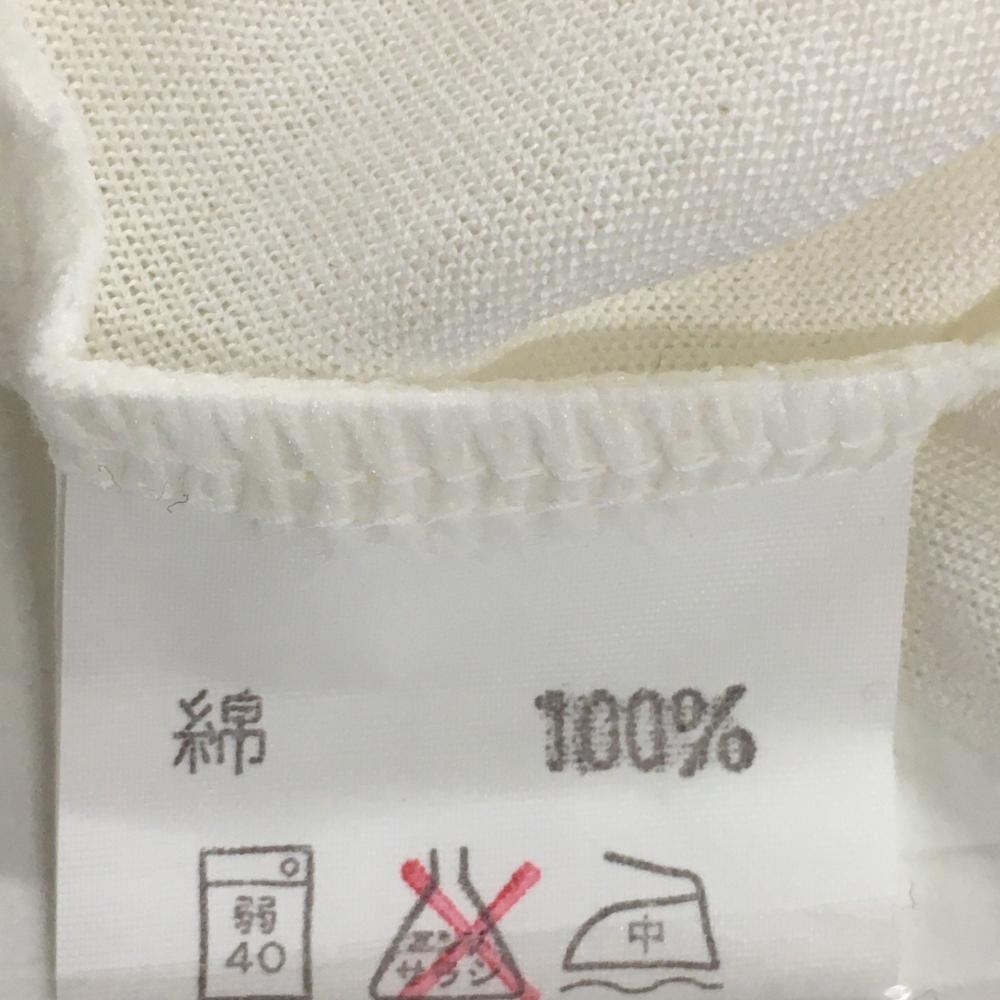 綿 100%
弱 エンソ 中
40 サラシ